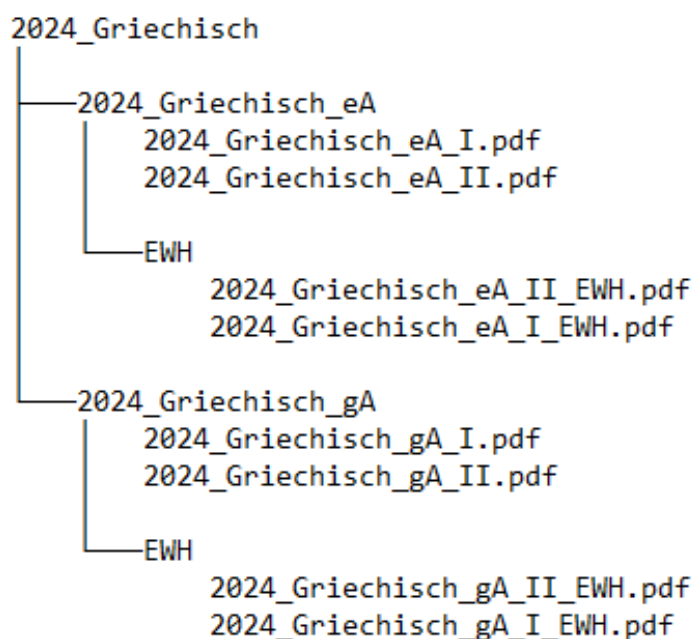 2024_Griechisch
2024_Griechisch_eA
2024_Griechisch_eA_I.pdf
2024_Griechisch_eA_II.pdf
EWH
2024_Griechisch_eA_II_EWH.pdf
2024_Griechisch_eA_I_EWH.pdf
2024_Griechisch_gA
2024_Griechisch_gA_I.pdf
2024_Griechisch_gA_II.pdf
EWH
2024_Griechisch_gA_II_EWH.pdf
2024_Griechisch_gA_I_EWH.pdf